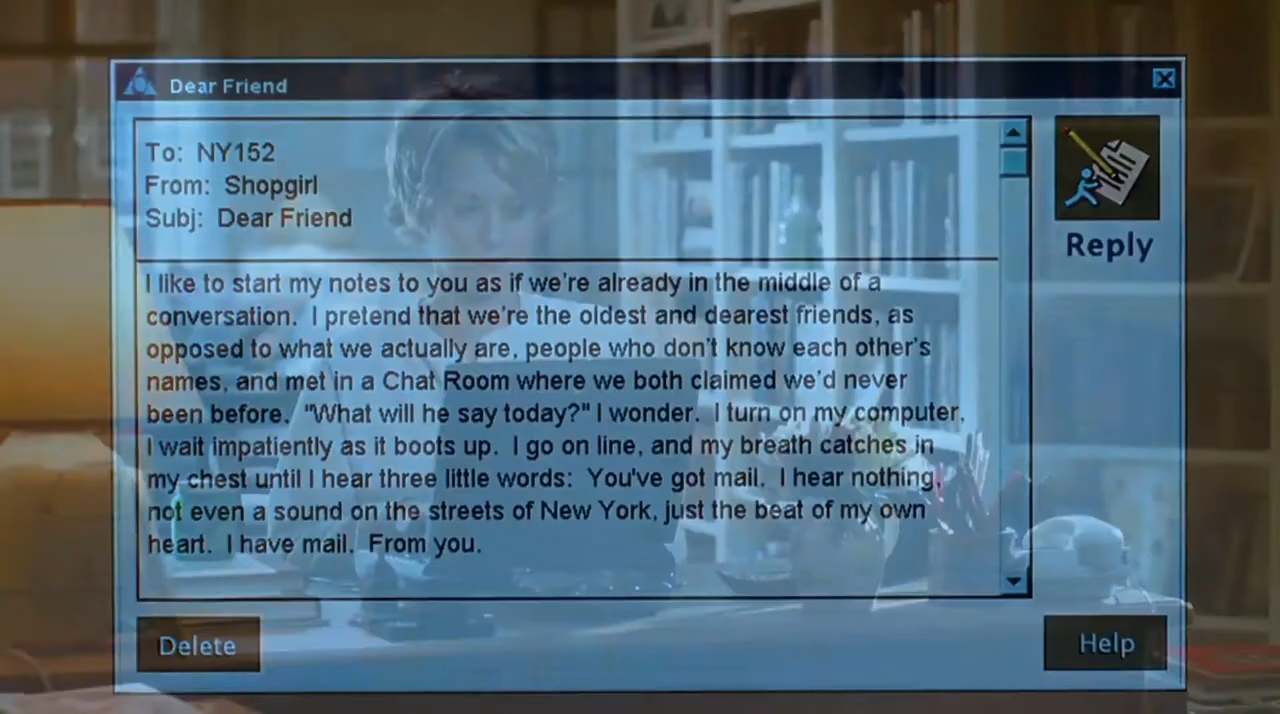 Dear Friend
To: NY152
From: Shopgirl
Subj: Dear Friend
Reply
I like to start my notes to you as if we're already in the middle of a
conversation. I pretend that we're the oldest and dearest friends, as
opposed to what we actually are, people who don't know each other's
names, and met in a Chat Room where we both claimed we'd never
been before. "What will he say today?" I wonder. I turn on my computer,
I wait impatiently as it boots up. I go on line, and my breath catches in
my chest until I hear three little words: You've got mail. I hear nothing,
not even a sound on the streets of New York, just the beat of my own
heart. I have mail. From you.
Delete
Help